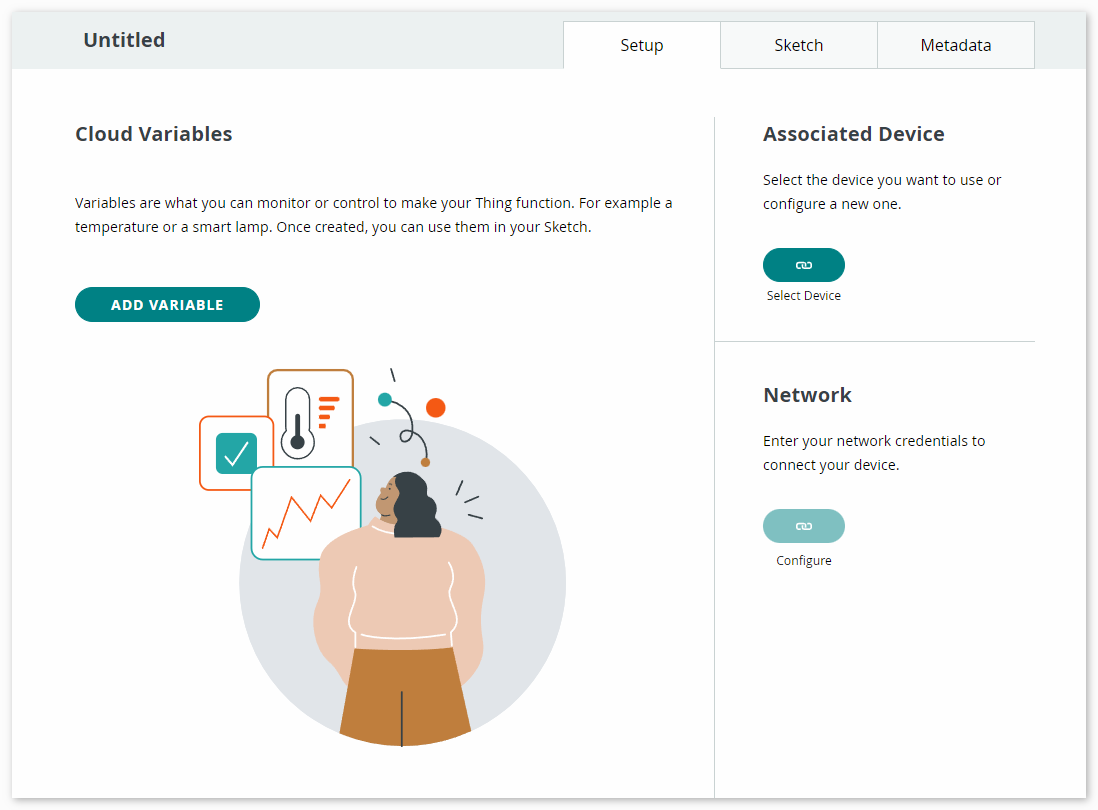 Untitled
Setup
Sketch
Metadata
Cloud Variables
Variables are what you can monitor or control to make your Thing function. For example a
temperature or a smart lamp. Once created, you can use them in your Sketch.
ADD VARIABLE
Associated Device
Select the device you want to use or
configure a new one.
Select Device
Network
Enter your network credentials to
connect your device.
Configure